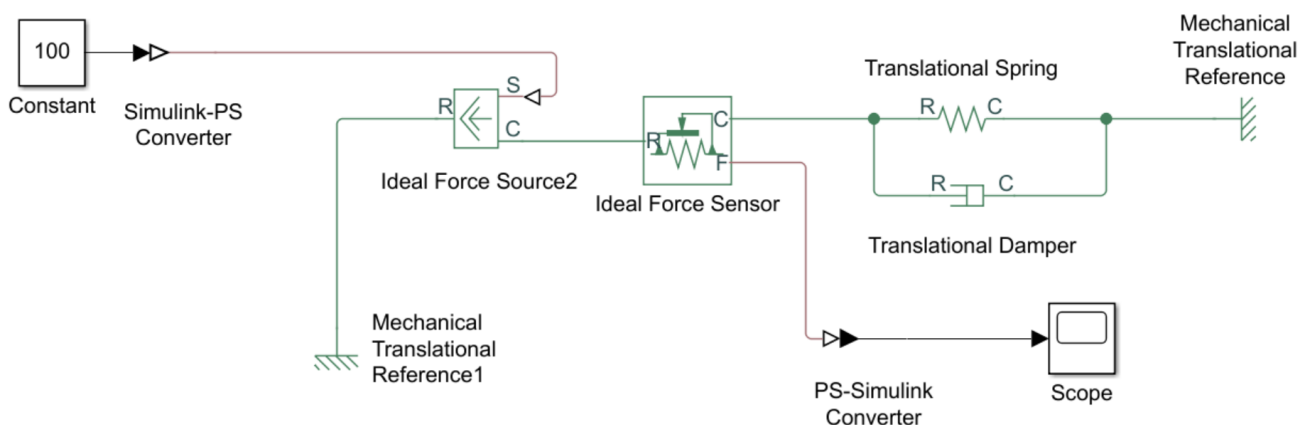 100
Constant
Simulink-PS
Converter
R
S
C
Ideal Force Source2
R
C
F
Ideal Force Sensor
Translational Spring
R
C
R
C
Translational Damper
Mechanical
Translational
Reference
Mechanical
Translational
Reference1
PS-Simulink
Converter
Scope